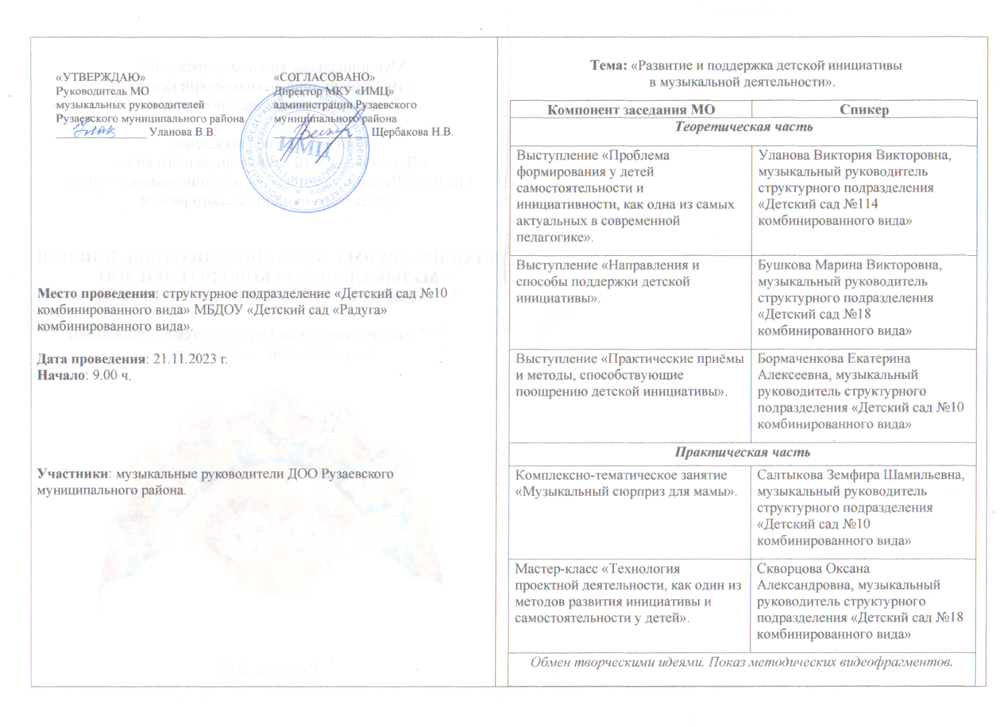 «УТВЕРЖДАЮ»
Руководитель МО
музыкальных руководителей
Рузаевского муниципального района
Уланова В.В.
«СОГЛАСОВАНО»
Директор МКУ «ИМЦ»
администрации Рузаевского
муниципального района
Щербакова Н.В.
ИМЦ
Место проведения: структурное подразделение «Детский сад №10
комбинированного вида» МБДОУ «Детский сад «Радуга»
комбинированного вида».
Дата проведения: 21.11.2023 г.
Начало: 9.00 ч.
Участники: музыкальные руководители ДОО Рузаевского
муниципального района.
Тема: «Развитие и поддержка детской инициативы
в музыкальной деятельности».
Компонент заседания МО
Спикер
Теоретическая часть
Выступление «Проблема
формирования у детей
самостоятельности и
инициативности, как одна из самых
актуальных в современной
педагогике».
Уланова Виктория Викторовна,
музыкальный руководитель
структурного подразделения
«Детский сад №114
комбинированного вида»
Выступление «Направления и
способы поддержки детской
инициативы».
Бушкова Марина Викторовна,
музыкальный руководитель
структурного подразделения
«Детский сад №18
комбинированного вида»
Выступление «Практические приёмы
и методы, способствующие
поощрению детской инициативы».
Бормаченкова Екатерина
Алексеевна, музыкальный
руководитель структурного
подразделения «Детский сад №10
комбинированного вида»
Практическая часть
Комплексно-тематическое занятие
«Музыкальный сюрприз для мамы».
Салтыкова Земфира Шамильевна,
музыкальный руководитель
структурного подразделения
«Детский сад №10
комбинированного вида»
Мастер-класс «Технология
проектной деятельности, как один из
методов развития инициативы и
самостоятельности у детей».
Скворцова Оксана
Александровна, музыкальный
руководитель структурного
подразделения «Детский сад №18
комбинированного вида»
Обмен творческими идеями. Показ методических видеофрагментов.